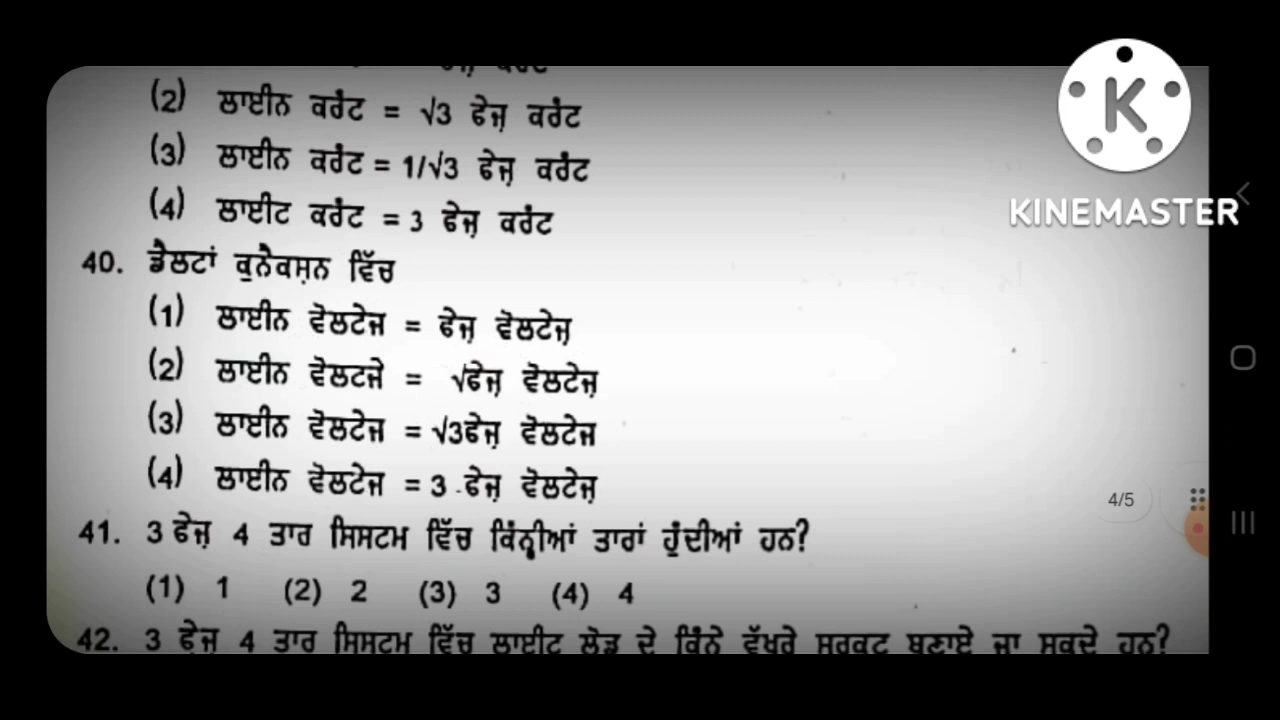 (2) ਲਾਈਨ ਕਰੰਟ = √3 ਫੇਜ਼ ਕਰੰਟ
(3) ਲਾਈਨ ਕਰੰਟ = 1/√3 ਫੇਜ਼ ਕਰੰਟ
(4) ਲਾਈਟ ਕਰੰਟ = 3 ਫੇਜ਼ ਕਰੰਟ
KINEMASTER
40. ਡੈਲਟਾਂ ਕੁਨੈਕਸ਼ਨ ਵਿੱਚ
(1) ਲਾਈਨ ਵੋਲਟੇਜ = ਫੇਜ਼ ਵੋਲਟੇਜ਼
(2) ਲਾਈਨ ਵੋਲਟਜੇ = √ਫੇਜ਼ ਵੋਲਟੇਜ਼
(3) ਲਾਈਨ ਵੋਲਟੇਜ = √3ਫੇਜ਼ ਵੋਲਟੇਜ
(4) ਲਾਈਨ ਵੋਲਟੇਜ = 3 ਫੇਜ਼ ਵੋਲਟੇਜ਼
4/5
41. 3 ਫੇਜ਼ 4 ਤਾਰ ਸਿਸਟਮ ਵਿੱਚ ਕਿੰਨ੍ਹੀਆਂ ਤਾਰਾਂ ਹੁੰਦੀਆਂ ਹਨ?
(1) 1 (2) 2 (3) 3 (4) 4
42. 3 ਫੇਜ਼ 4 ਤਾਰ ਸਿਸਟਮ ਵਿੱਚ ਲਾਈਟ ਲੋਡ ਦੇ ਕਿੰਨੇ ਵੱਖਰੇ ਸਰਕਟ ਬਣਾਏ ਜਾ ਸਕਦੇ ਹਨ?